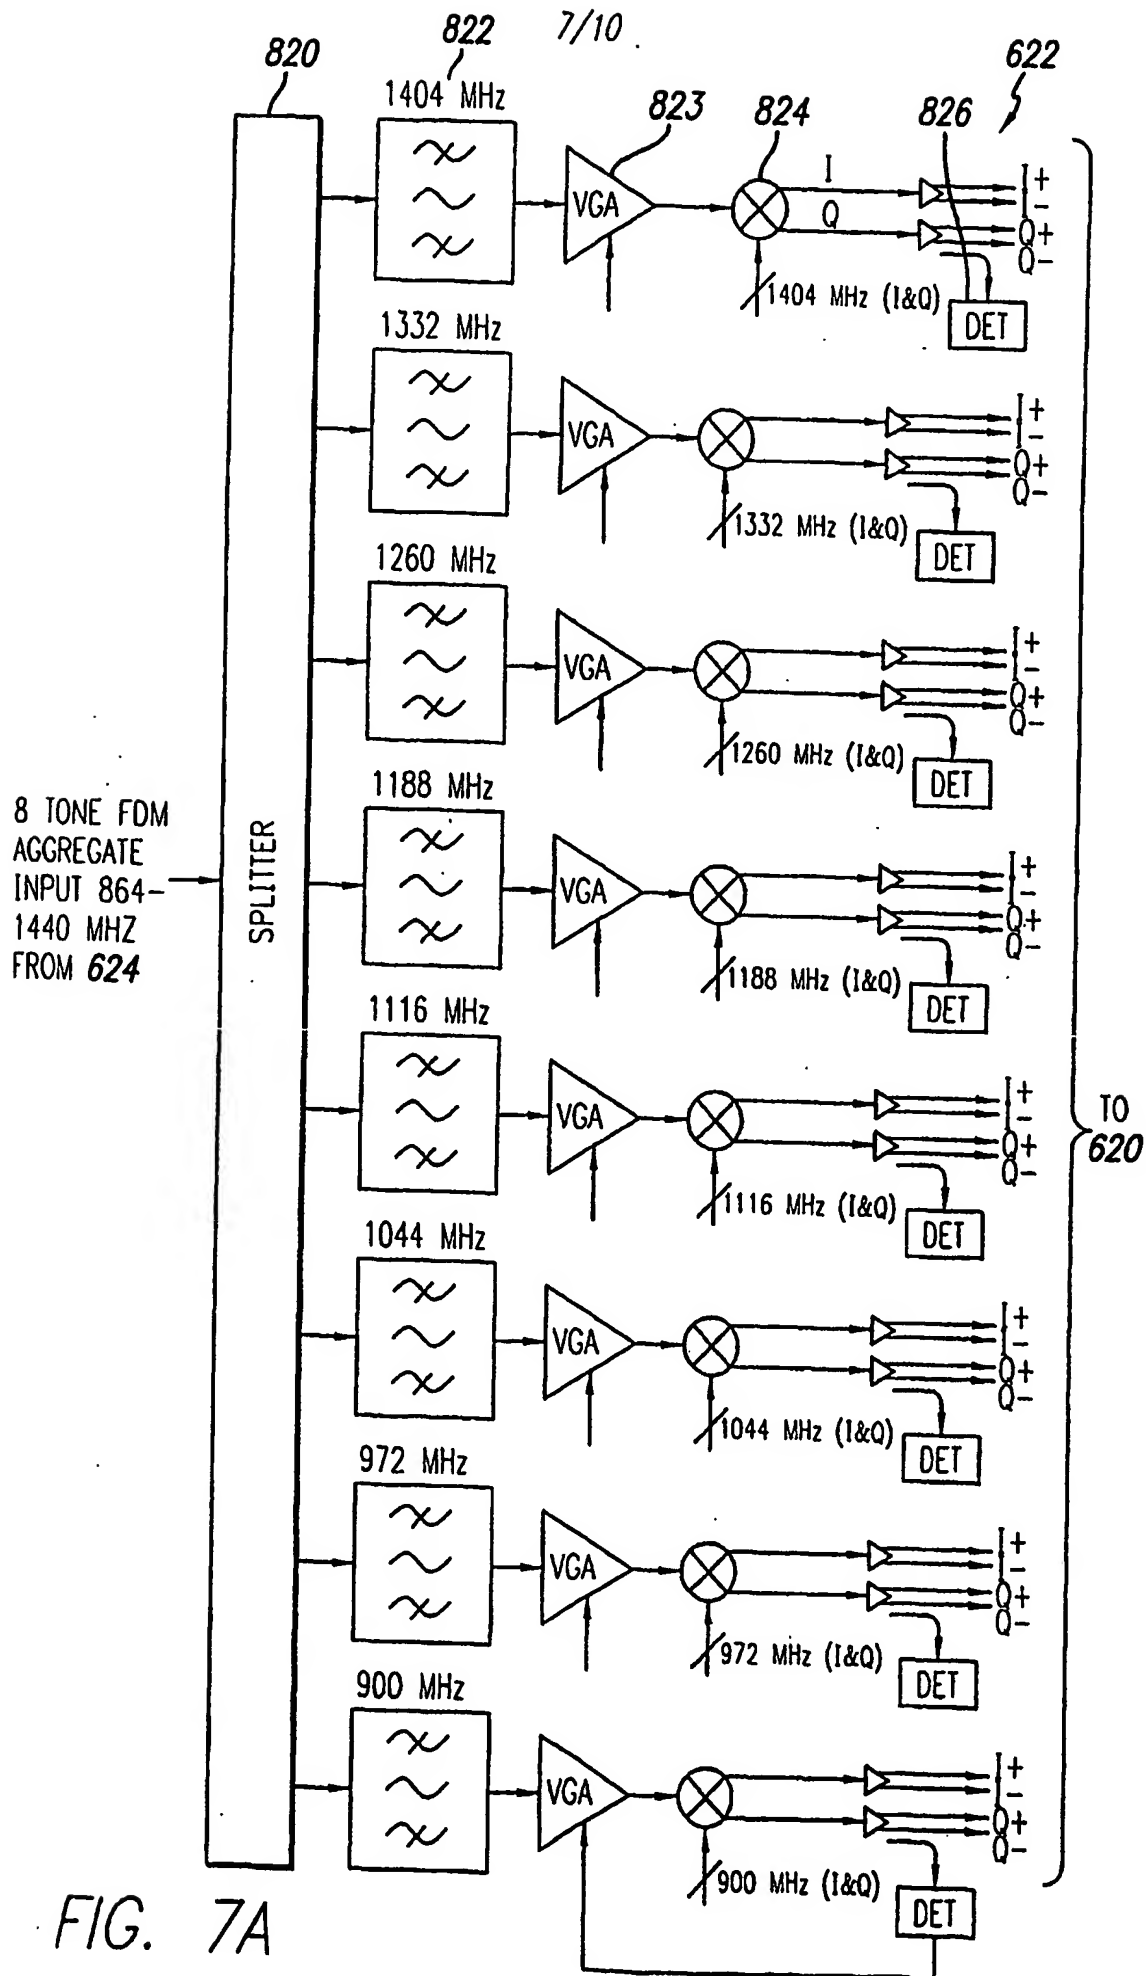 7/10
820
822
1404 MHz
823
824
826
622
VGA
I
Q
I+
-
Q+
Q-
1404 MHz (I&Q)
DET
1332 MHz
VGA
I+
-
Q+
Q-
1332 MHz (I&Q)
DET
1260 MHz
VGA
I+
-
Q+
Q-
1260 MHz (I&Q)
DET
1188 MHz
VGA
I+
-
Q+
Q-
1188 MHz (I&Q)
DET
8 TONE FDM
AGGREGATE
INPUT 864-
1440 MHZ
FROM 624
SPLITTER
1116 MHz
VGA
I+
-
Q+
Q-
1116 MHz (I&Q)
DET
TO
620
1044 MHz
VGA
I+
-
Q+
Q-
1044 MHz (I&Q)
DET
972 MHz
VGA
I+
-
Q+
Q-
972 MHz (I&Q)
DET
900 MHz
VGA
I+
-
Q+
Q-
900 MHz (I&Q)
DET
FIG. 7A